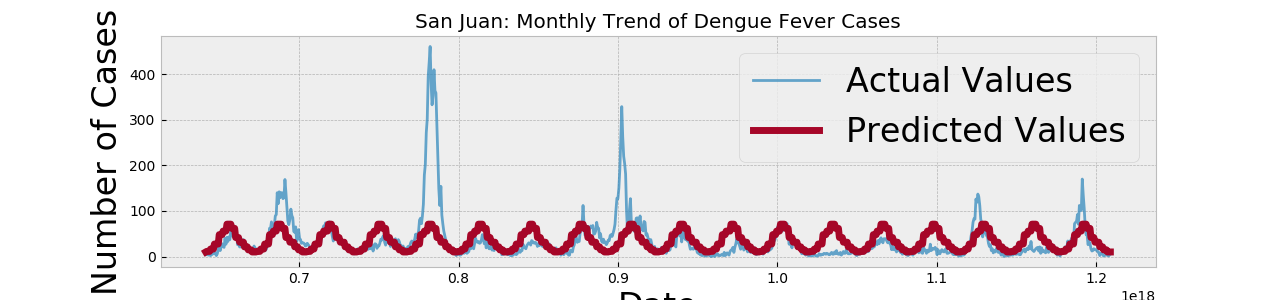 San Juan: Monthly Trend of Dengue Fever Cases
Number of Cases
400
300
200
100
0
Actual Values
Predicted Values
0.7
0.8
0.9
1.0
1.1
1.2
1e18
Date